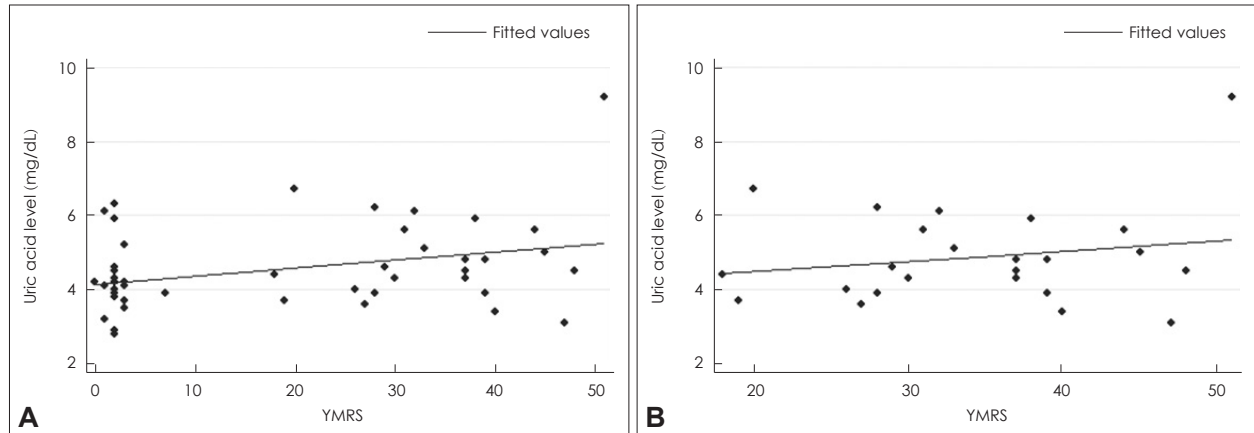 Fitted values
10
8
6
4
2
Uric acid level (mg/dL)
0 10 20 30 40 50
YMRS
A
Fitted values
10
8
6
4
2
Uric acid level (mg/dL)
20 30 40 50
YMRS
B